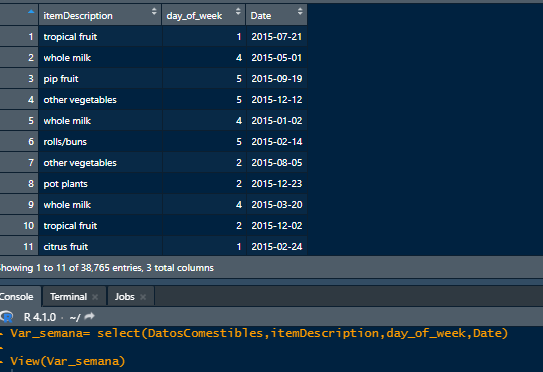 itemDescription day_of_week Date
1 tropical fruit 1 2015-07-21
2 whole milk 4 2015-05-01
3 pip fruit 5 2015-09-19
4 other vegetables 5 2015-12-12
5 whole milk 4 2015-01-02
6 rolls/buns 5 2015-02-14
7 other vegetables 2 2015-08-05
8 pot plants 2 2015-12-23
9 whole milk 4 2015-03-20
10 tropical fruit 2 2015-12-02
11 citrus fruit 1 2015-02-24
howing 1 to 11 of 38,765 entries, 3 total columns
Console Terminal × Jobs ×
R R 4.1.0 · ~/
> Var_semana= select(DatosComestibles,itemDescription,day_of_week,Date)
>
> View(Var_semana)